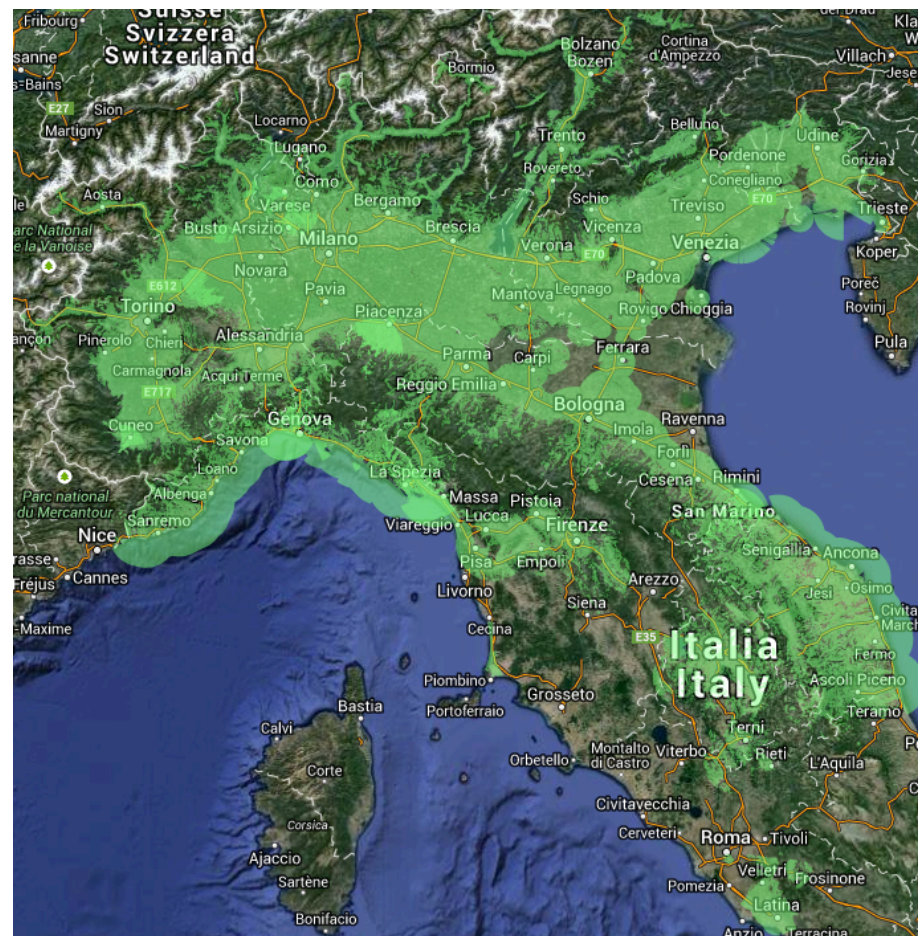 Suisse
Svizzera
Switzerland
Fribourg
Bolzano
Bozen
Cortina
d'Ampezzo
Villach
Bormio
E27
Sion
Martigny
Locarno
Lugano
Trento
Belluno
Udine
Rovereto
Pordenone
Gorizia
Aosta
Como
Varese
Bergamo
Schio
Conegliano
E70
Trieste
Busto Arsizio
Milano
Brescia
Verona
Vicenza
Treviso
Venezia
Koper
Parc National
de la Vanoise
Novara
E70
Padova
E612
Pavia
Mantova
Legnago
Poreč
Torino
Piacenza
Rovigo
Chioggia
Rovinj
Pinerolo
Chieri
Alessandria
Parma
Carpi
Ferrara
Pula
Carmagnola
Acqui Terme
Reggio Emilia
E717
Bologna
Cuneo
Genova
Savona
Imola
Ravenna
Loano
La Spezia
Forlì
Parc national
du Mercantour
Albenga
Massa
Pistoia
Cesena
Rimini
Sanremo
Lucca
San Marino
Nice
Viareggio
Firenze
Cannes
Pisa
Empoli
Senigallia
Ancona
Fréjus
Livorno
Arezzo
Jesi
Osimo
-Maxime
Siena
Cecina
E35
Italia
Italy
Fermo
Piombino
Grosseto
Ascoli Piceno
Portoferraio
Bastia
Teramo
Calvi
Terni
Orbetello
Montalto
di Castro
Viterbo
Rieti
L'Aquila
Corte
Civitavecchia
Corsica
Cerveteri
Roma
Tivoli
Ajaccio
Velletri
Frosinone
Sartène
Pomezia
Latina
Bonifacio
Anzio
Terracina